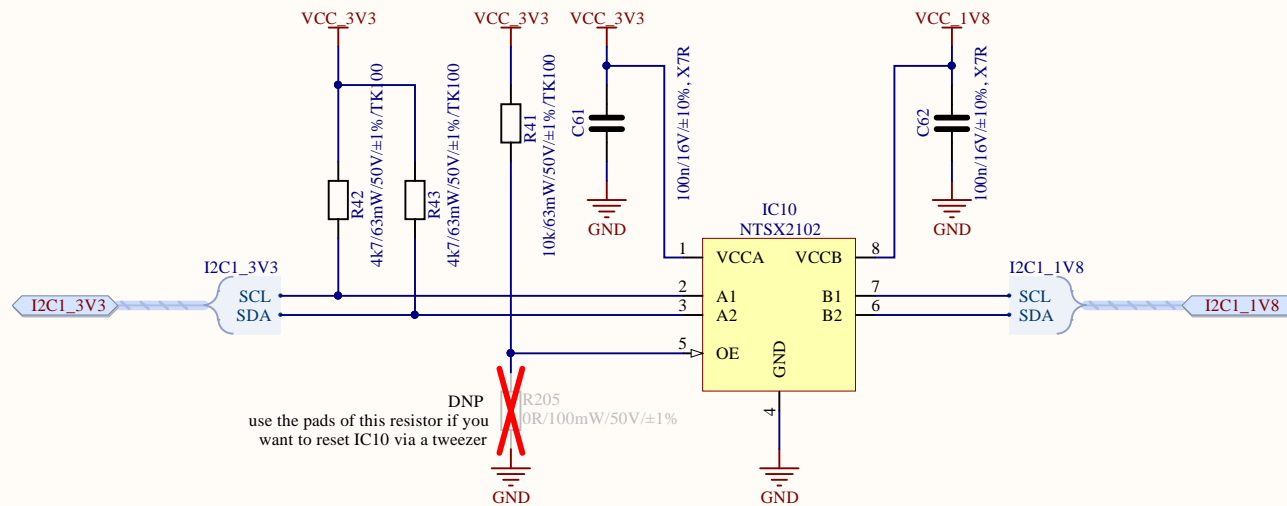 VCC_3V3
VCC_3V3
VCC_3V3
VCC_1V8
R42
4k7/63mW/50V/±1%/TK100
R43
4k7/63mW/50V/±1%/TK100
R41
10k/63mW/50V/±1%/TK100
C61
100n/16V/±10%, X7R
C62
100n/16V/±10%, X7R
GND
GND
IC10
NTSX2102
1
VCCA
VCCB
8
I2C1_3V3
I2C1_1V8
I2C1_3V3
SCL
SDA
2
A1
B1
7
3
A2
B2
6
SCL
SDA
I2C1_1V8
5
OE
GND
4
DNP
use the pads of this resistor if you
want to reset IC10 via a tweezer
R205
0R/100mW/50V/±1%
GND
GND